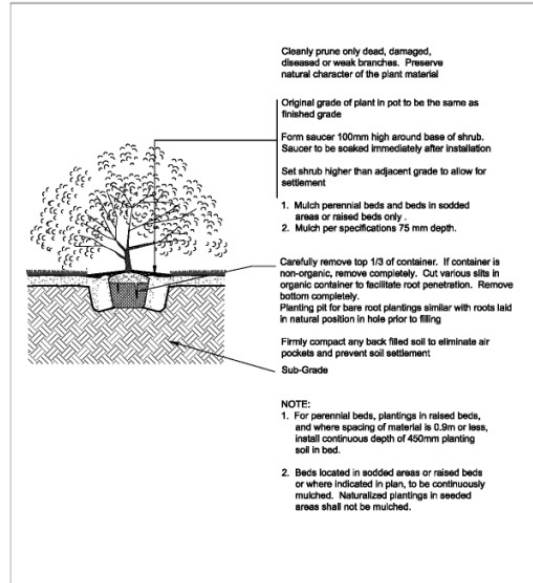 Cleanly prune only dead, damaged,
diseased or weak branches. Preserve
natural character of the plant material
Original grade of plant in pot to be the same as
finished grade
Form saucer 100mm high around base of shrub.
Saucer to be soaked immediately after installation
Set shrub higher than adjacent grade to allow for
settlement
1. Mulch perennial beds and beds in sodded
areas or raised beds only .
2. Mulch per specifications 75 mm depth.
Carefully remove top 1/3 of container. If container is
non-organic, remove completely. Cut various slits in
organic container to facilitate root penetration. Remove
bottom completely.
Planting pit for bare root plantings similar with roots laid
in natural position in hole prior to filling
Firmly compact any back filled soil to eliminate air
pockets and prevent soil settlement
Sub-Grade
NOTE:
1. For perennial beds, plantings in raised beds,
and where spacing of material is 0.9m or less,
install continuous depth of 450mm planting
soil in bed.
2. Beds located in sodded areas or raised beds
or where indicated in plan, to be continuously
mulched. Naturalized plantings in seeded
areas shall not be mulched.